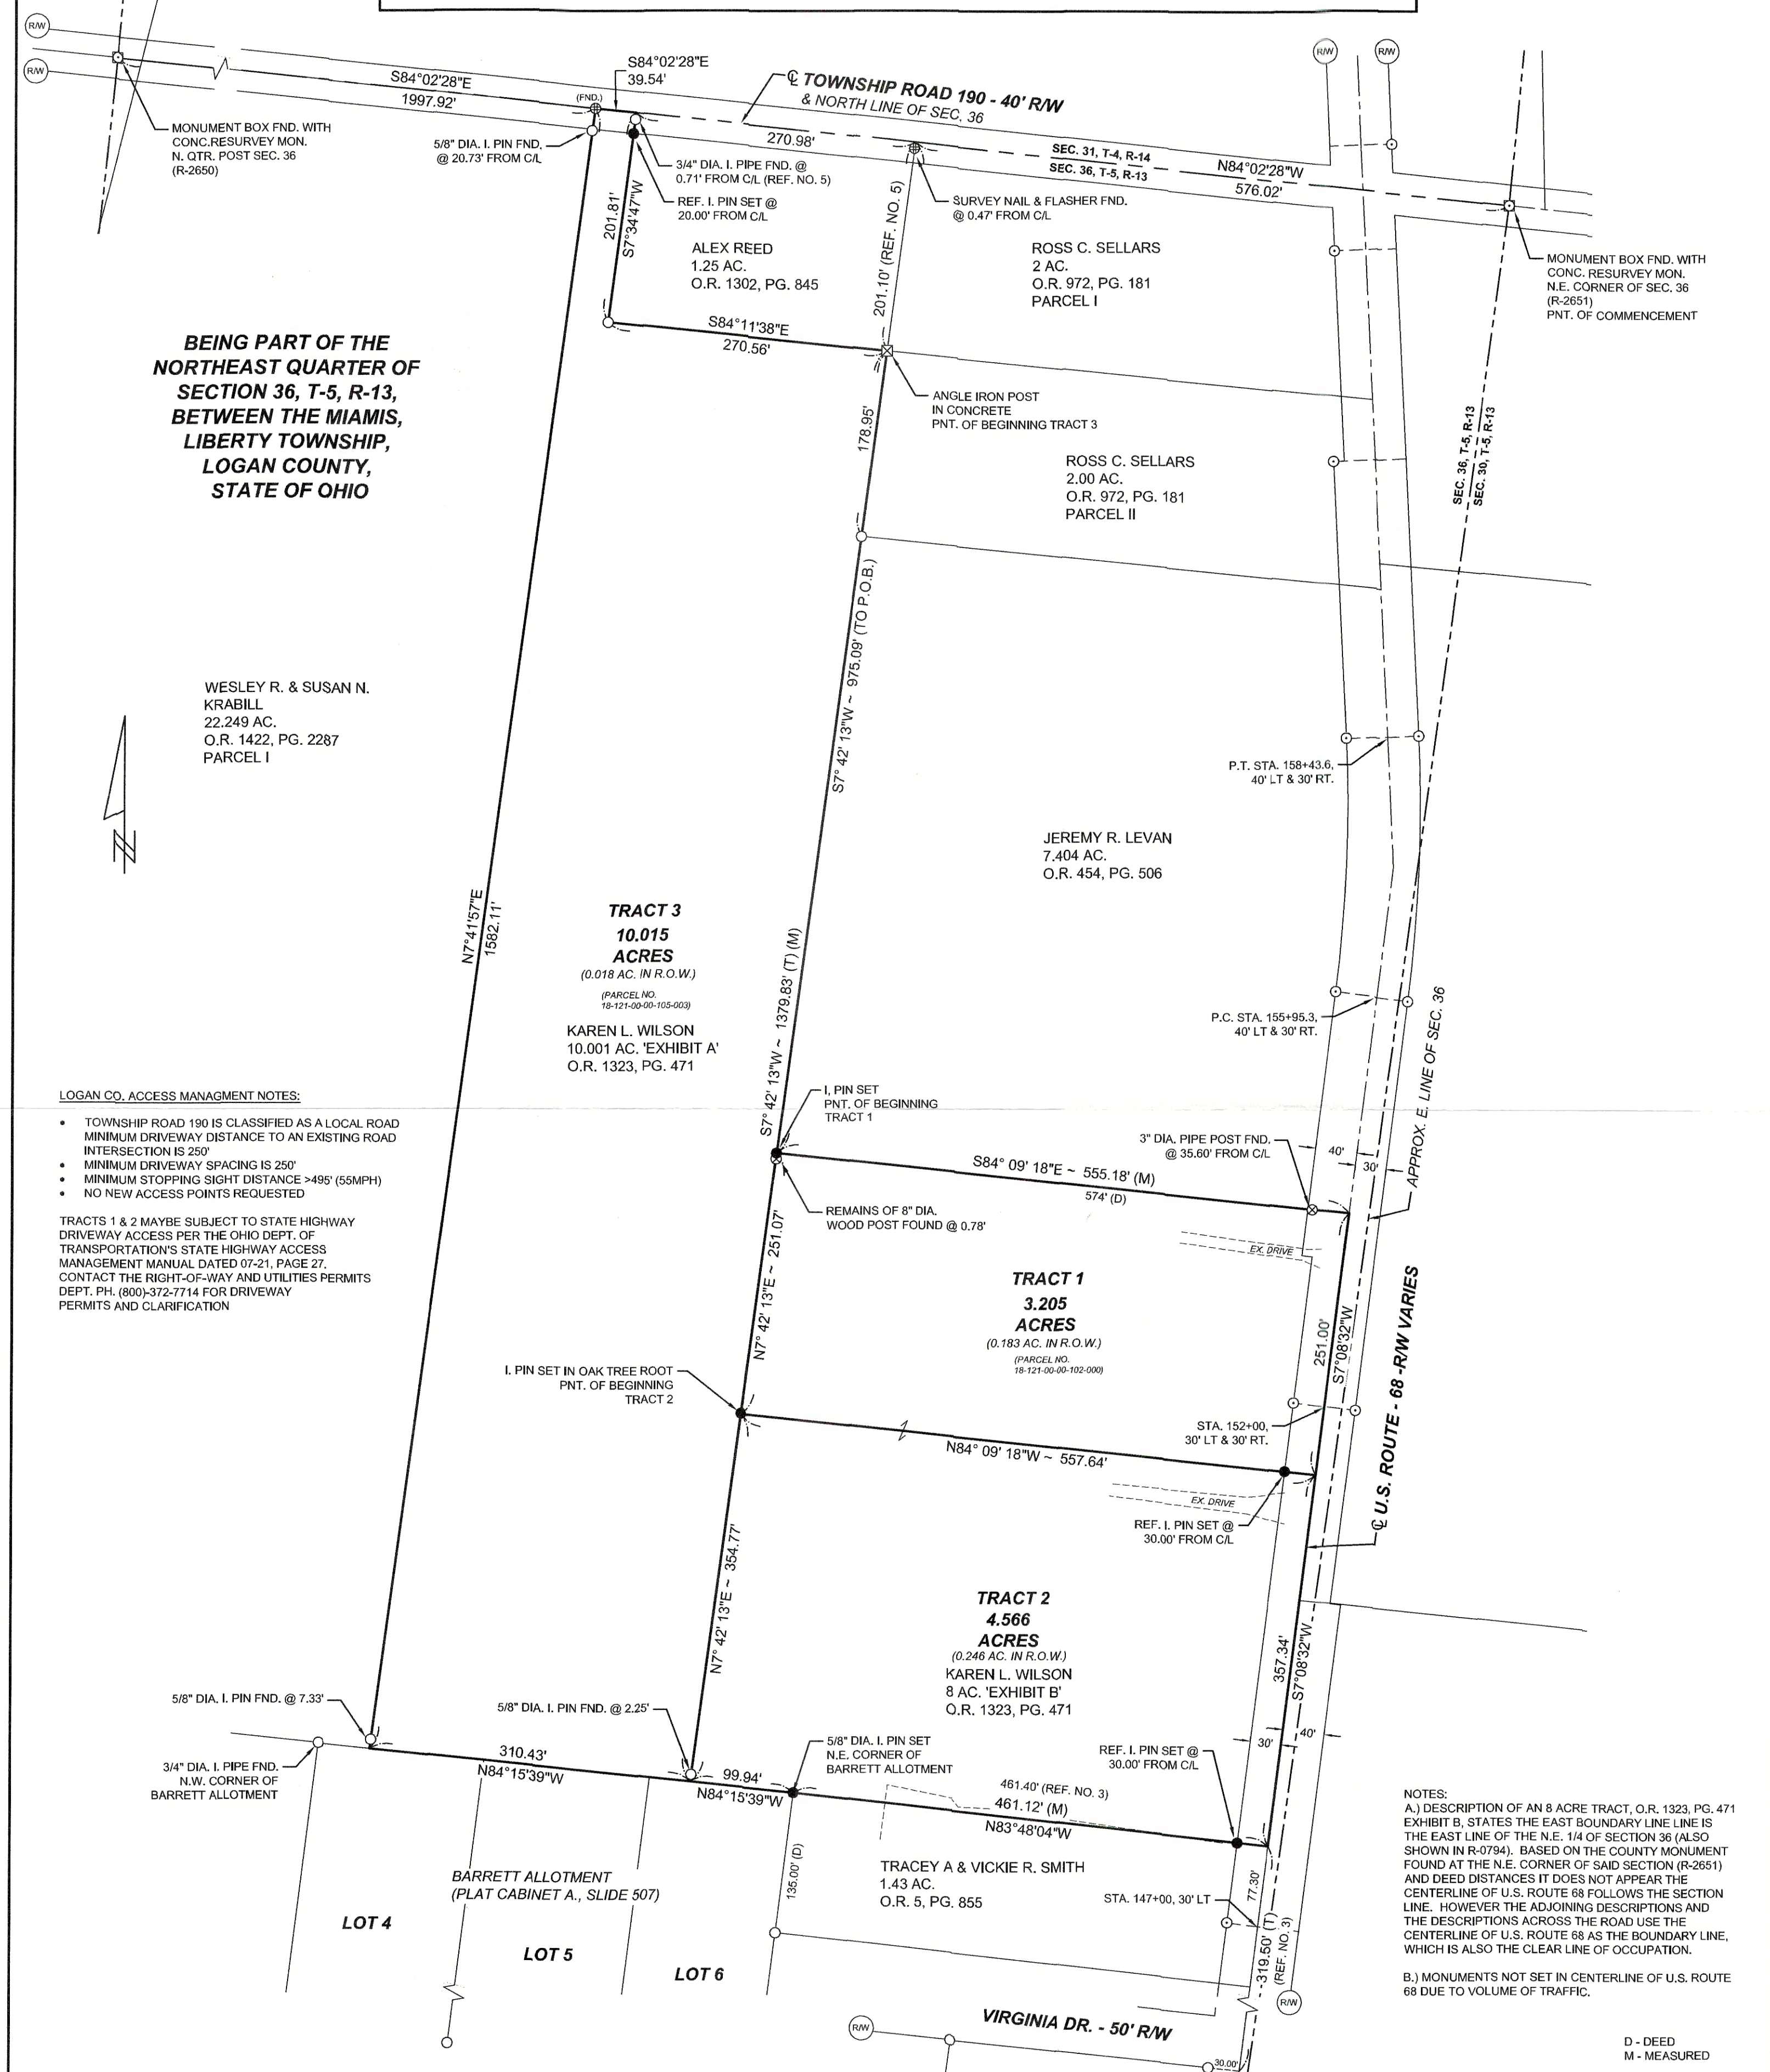 R/W
R/W
R/W
R/W
S84°02'28"E
39.54'
S84°02'28"E
1997.92'
(FND.)
℄ TOWNSHIP ROAD 190 - 40' R/W
& NORTH LINE OF SEC. 36
MONUMENT BOX FND. WITH
CONC.RESURVEY MON.
N. QTR. POST SEC. 36
(R-2650)
5/8" DIA. I. PIN FND,
@ 20.73' FROM C/L
270.98'
3/4" DIA. I. PIPE FND. @
0.71' FROM C/L (REF. NO. 5)
REF. I. PIN SET @
20.00' FROM C/L
SEC. 31, T-4, R-14
SEC. 36, T-5, R-13
N84°02'28"W
576.02'
SURVEY NAIL & FLASHER FND.
@ 0.47' FROM C/L
201.81'
S7°34'47"W
201.10' (REF. NO. 5)
ALEX REED
1.25 AC.
O.R. 1302, PG. 845
ROSS C. SELLARS
2 AC.
O.R. 972, PG. 181
PARCEL I
MONUMENT BOX FND. WITH
CONC. RESURVEY MON.
N.E. CORNER OF SEC. 36
(R-2651)
PNT. OF COMMENCEMENT
S84°11'38"E
270.56'
BEING PART OF THE
NORTHEAST QUARTER OF
SECTION 36, T-5, R-13,
BETWEEN THE MIAMIS,
LIBERTY TOWNSHIP,
LOGAN COUNTY,
STATE OF OHIO
ANGLE IRON POST
IN CONCRETE
PNT. OF BEGINNING TRACT 3
178.95'
ROSS C. SELLARS
2.00 AC.
O.R. 972, PG. 181
PARCEL II
SEC. 36, T-5, R-13
SEC. 30, T-5, R-13
S7° 42' 13"W ~ 975.09' (TO P.O.B.)
WESLEY R. & SUSAN N.
KRABILL
22.249 AC.
O.R. 1422, PG. 2287
PARCEL I
N
P.T. STA. 158+43.6,
40' LT & 30' RT.
JEREMY R. LEVAN
7.404 AC.
O.R. 454, PG. 506
N7°41'57"E
1582.11'
TRACT 3
10.015
ACRES
(0.018 AC. IN R.O.W.)
(PARCEL NO.
18-121-00-00-105-003)
KAREN L. WILSON
10.001 AC. 'EXHIBIT A'
O.R. 1323, PG. 471
S7° 42' 13"W ~ 1379.83' (T) (M)
P.C. STA. 155+95.3,
40' LT & 30' RT.
APPROX. E. LINE OF SEC. 36
LOGAN CO. ACCESS MANAGMENT NOTES:
• TOWNSHIP ROAD 190 IS CLASSIFIED AS A LOCAL ROAD
MINIMUM DRIVEWAY DISTANCE TO AN EXISTING ROAD
INTERSECTION IS 250'
• MINIMUM DRIVEWAY SPACING IS 250'
• MINIMUM STOPPING SIGHT DISTANCE >495' (55MPH)
• NO NEW ACCESS POINTS REQUESTED
TRACTS 1 & 2 MAYBE SUBJECT TO STATE HIGHWAY
DRIVEWAY ACCESS PER THE OHIO DEPT. OF
TRANSPORTATION'S STATE HIGHWAY ACCESS
MANAGEMENT MANUAL DATED 07-21, PAGE 27.
CONTACT THE RIGHT-OF-WAY AND UTILITIES PERMITS
DEPT. PH. (800)-372-7714 FOR DRIVEWAY
PERMITS AND CLARIFICATION
I, PIN SET
PNT. OF BEGINNING
TRACT 1
3" DIA. PIPE POST FND.
@ 35.60' FROM C/L
40'
30'
S84° 09' 18"E ~ 555.18' (M)
574' (D)
REMAINS OF 8" DIA.
WOOD POST FOUND @ 0.78'
EX. DRIVE
N7° 42' 13"E ~ 251.07'
TRACT 1
3.205
ACRES
(0.183 AC. IN R.O.W.)
(PARCEL NO.
18-121-00-00-102-000)
251.00'
S7°08'32"W
℄ U.S. ROUTE - 68 -R/W VARIES
I. PIN SET IN OAK TREE ROOT
PNT. OF BEGINNING
TRACT 2
STA. 152+00,
30' LT & 30' RT.
N84° 09' 18"W ~ 557.64'
EX. DRIVE
REF. I. PIN SET @
30.00' FROM C/L
N7° 42' 13"E ~ 354.77'
TRACT 2
4.566
ACRES
(0.246 AC. IN R.O.W.)
KAREN L. WILSON
8 AC. 'EXHIBIT B'
O.R. 1323, PG. 471
357.34'
S7°08'32"W
5/8" DIA. I. PIN FND. @ 7.33'
5/8" DIA. I. PIN FND. @ 2.25'
30'
40'
3/4" DIA. I. PIPE FND.
N.W. CORNER OF
BARRETT ALLOTMENT
310.43'
N84°15'39"W
99.94'
N84°15'39"W
5/8" DIA. I. PIN SET
N.E. CORNER OF
BARRETT ALLOTMENT
REF. I. PIN SET @
30.00' FROM C/L
461.40' (REF. NO. 3)
461.12' (M)
N83°48'04"W
135.00' (D)
TRACEY A & VICKIE R. SMITH
1.43 AC.
O.R. 5, PG. 855
77.30'
STA. 147+00, 30' LT
319.50' (T)
(REF. NO. 3)
BARRETT ALLOTMENT
(PLAT CABINET A., SLIDE 507)
LOT 4
LOT 5
LOT 6
R/W
R/W
VIRGINIA DR. - 50' R/W
30.00'
NOTES:
A.) DESCRIPTION OF AN 8 ACRE TRACT, O.R. 1323, PG. 471
EXHIBIT B, STATES THE EAST BOUNDARY LINE LINE IS
THE EAST LINE OF THE N.E. 1/4 OF SECTION 36 (ALSO
SHOWN IN R-0794). BASED ON THE COUNTY MONUMENT
FOUND AT THE N.E. CORNER OF SAID SECTION (R-2651)
AND DEED DISTANCES IT DOES NOT APPEAR THE
CENTERLINE OF U.S. ROUTE 68 FOLLOWS THE SECTION
LINE. HOWEVER THE ADJOINING DESCRIPTIONS AND
THE DESCRIPTIONS ACROSS THE ROAD USE THE
CENTERLINE OF U.S. ROUTE 68 AS THE BOUNDARY LINE,
WHICH IS ALSO THE CLEAR LINE OF OCCUPATION.
B.) MONUMENTS NOT SET IN CENTERLINE OF U.S. ROUTE
68 DUE TO VOLUME OF TRAFFIC.
D - DEED
M - MEASURED